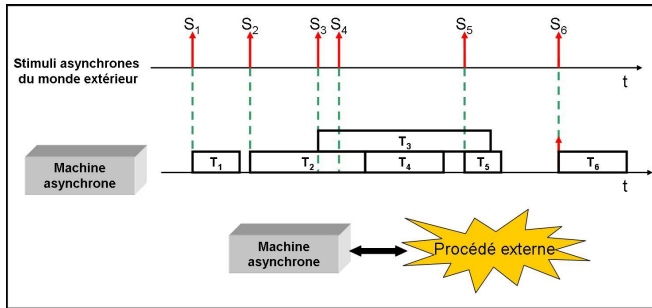 S1 S2 S3 S4 S5 S6
Stimuli asynchrones
du monde extérieur
t
T3
T1 T2 T4 T5 T6
Machine
asynchrone
t
Machine
asynchrone
Procédé externe